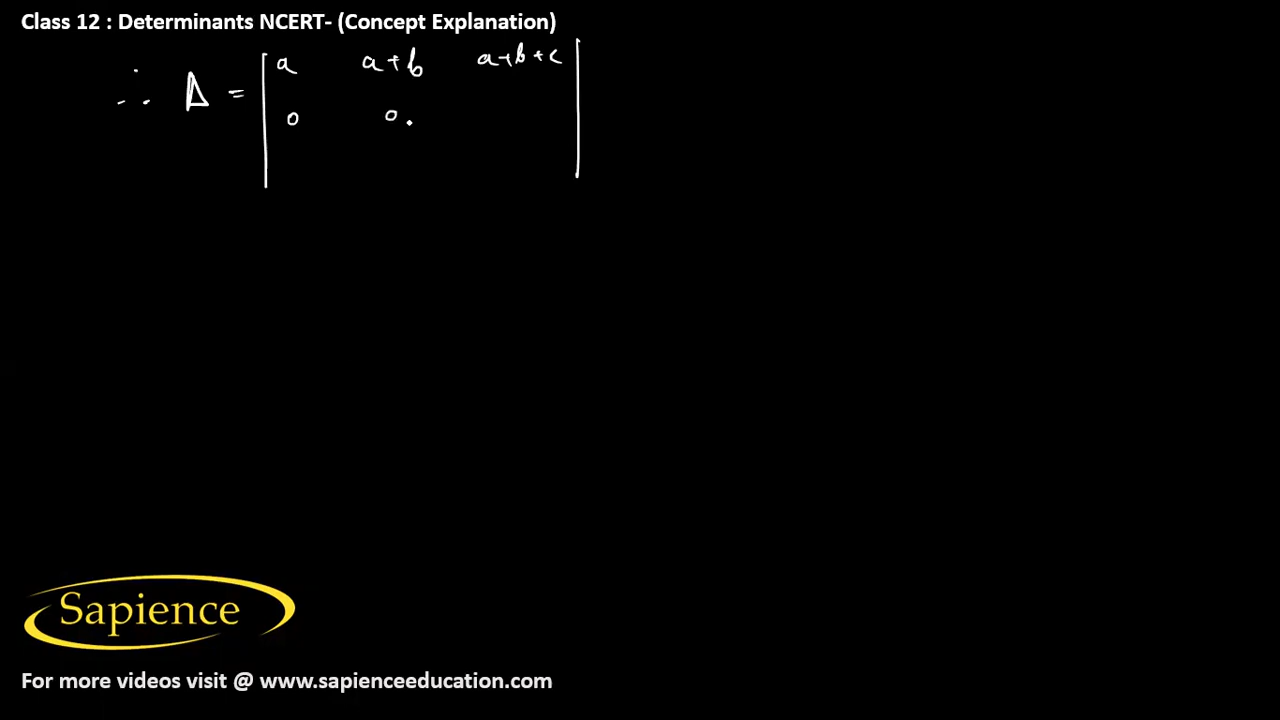 Class 12 : Determinants NCERT- (Concept Explanation)
∴ Δ = | a a+b a+b+c |
0 0.
Sapience
For more videos visit @ www.sapienceeducation.com